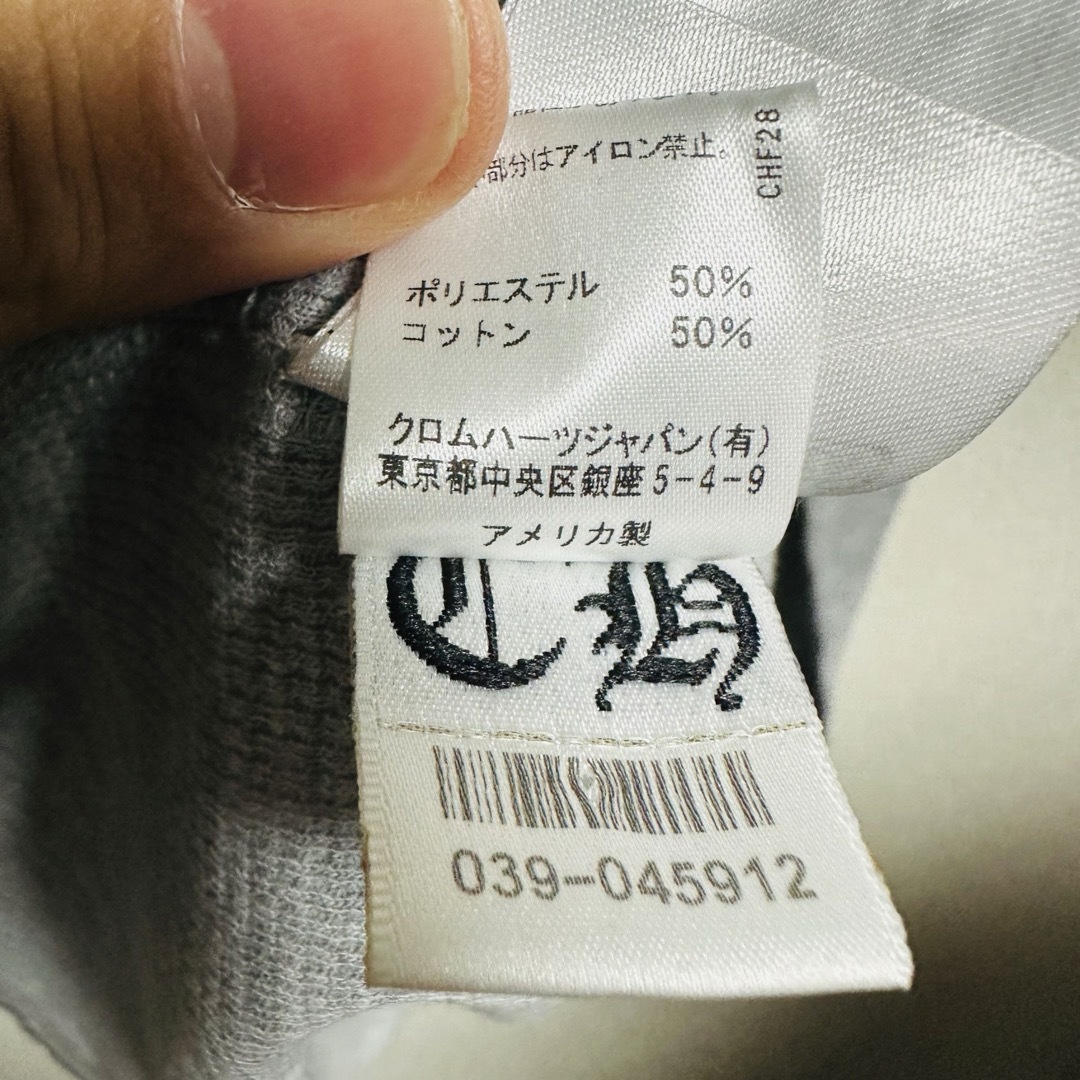 部分はアイロン禁止。
CHF28
ポリエステル 50%
コットン 50%
クロムハーツジャパン(有)
東京都中央区銀座5-4-9
アメリカ製
CH
039-045912